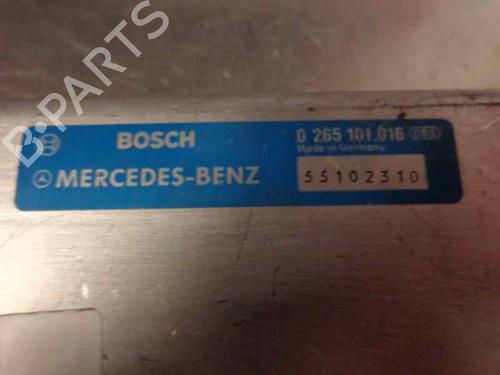 B-PARTS
BOSCH 0 265 101 016
Made in Germany
MERCEDES-BENZ 55102310